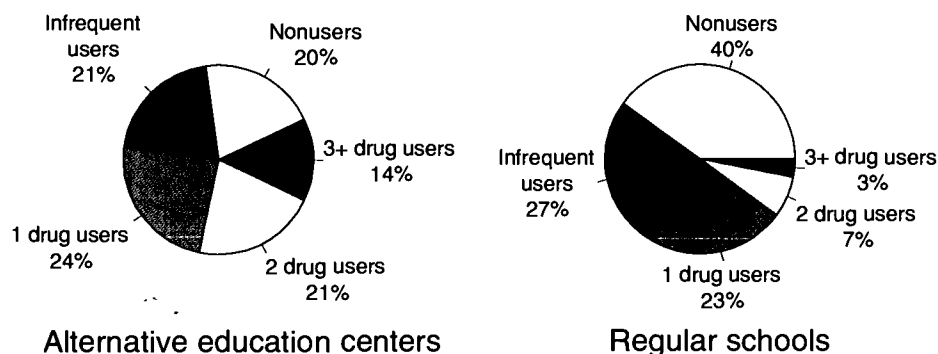 Infrequent
users
21%
Nonusers
20%
3+ drug users
14%
2 drug users
21%
1 drug users
24%
Alternative education centers
Nonusers
40%
3+ drug users
3%
2 drug users
7%
1 drug users
23%
Infrequent
users
27%
Regular schools